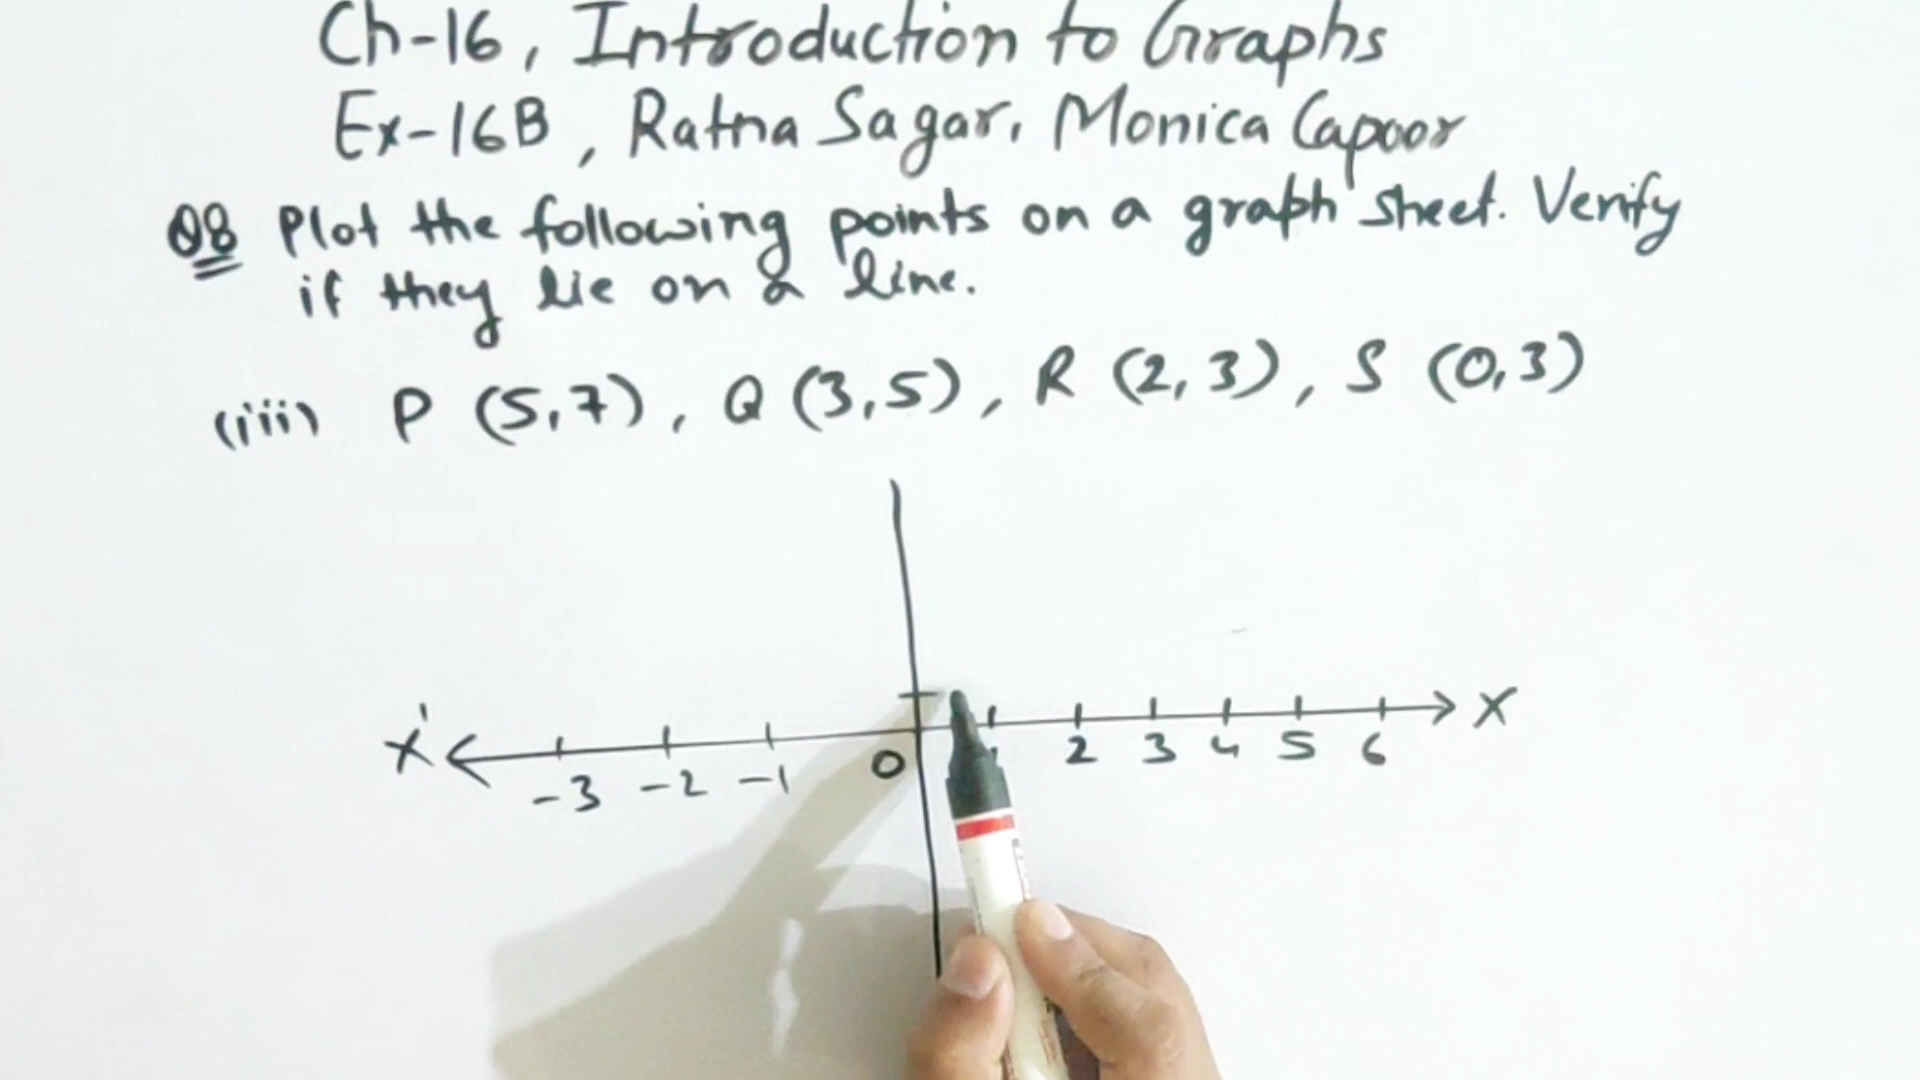 Ch-16, Introduction to Graphs
Ex-16B, Ratna Sagar, Monica Capoor
Q8 Plot the following points on a graph sheet. Verify
if they lie on a line.
(iii) P (5,7), Q (3,5), R (2,3), S (0,3)
X' -3 -2 -1 0 2 3 4 5 6 X